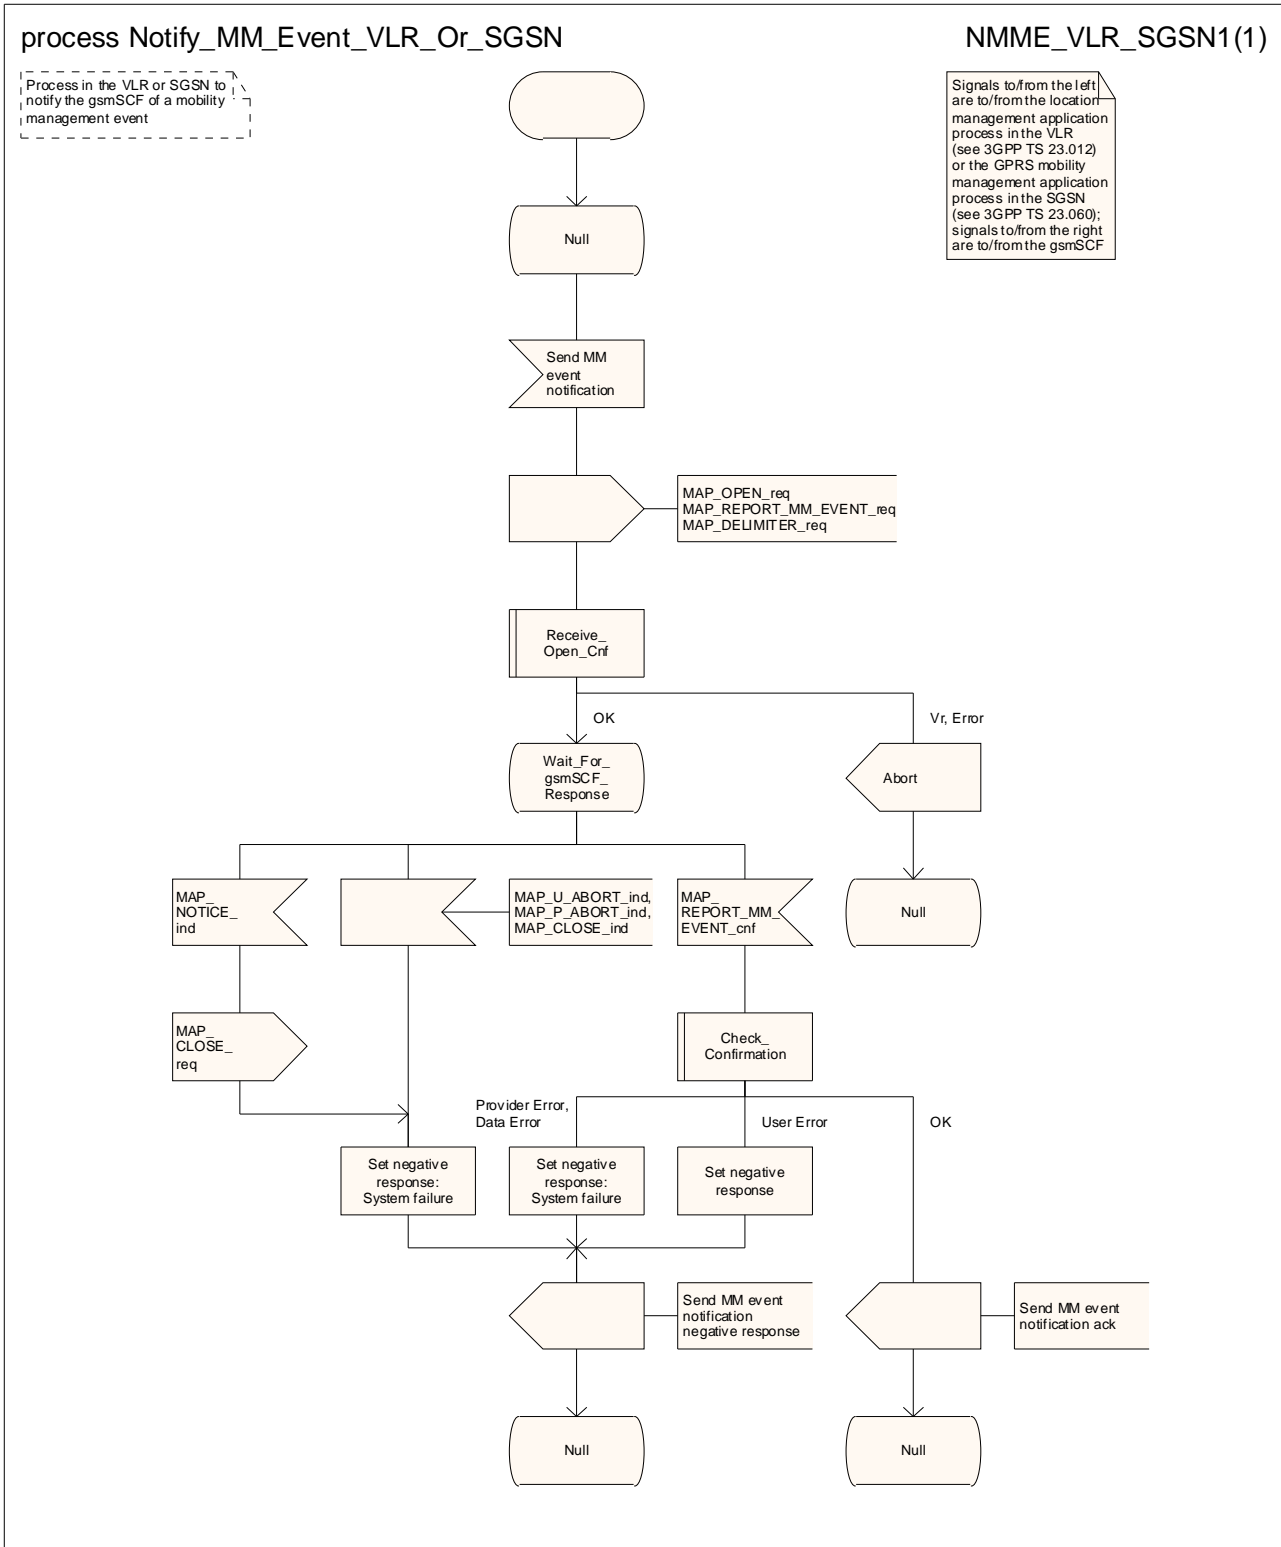 process Notify_MM_Event_VLR_Or_SGSN
NMME_VLR_SGSN1(1)
Process in the VLR or SGSN to
notify the gsmSCF of a mobility
management event
Signals to/from the left
are to/from the location
management application
process in the VLR
(see 3GPP TS 23.012)
or the GPRS mobility
management application
process in the SGSN
(see 3GPP TS 23.060);
signals to/from the right
are to/from the gsmSCF
Null
Send MM
event
notification
MAP_OPEN_req
MAP_REPORT_MM_EVENT_req
MAP_DELIMITER_req
Receive_
Open_Cnf
OK
Vr, Error
Wait_For_
gsmSCF_
Response
Abort
MAP_
NOTICE_
ind
MAP_U_ABORT_ind,
MAP_P_ABORT_ind,
MAP_CLOSE_ind
MAP_
REPORT_MM_
EVENT_cnf
Null
MAP_
CLOSE_
req
Check_
Confirmation
Provider Error,
Data Error
User Error
OK
Set negative
response:
System failure
Set negative
response:
System failure
Set negative
response
Send MM event
notification
negative response
Send MM event
notification ack
Null
Null